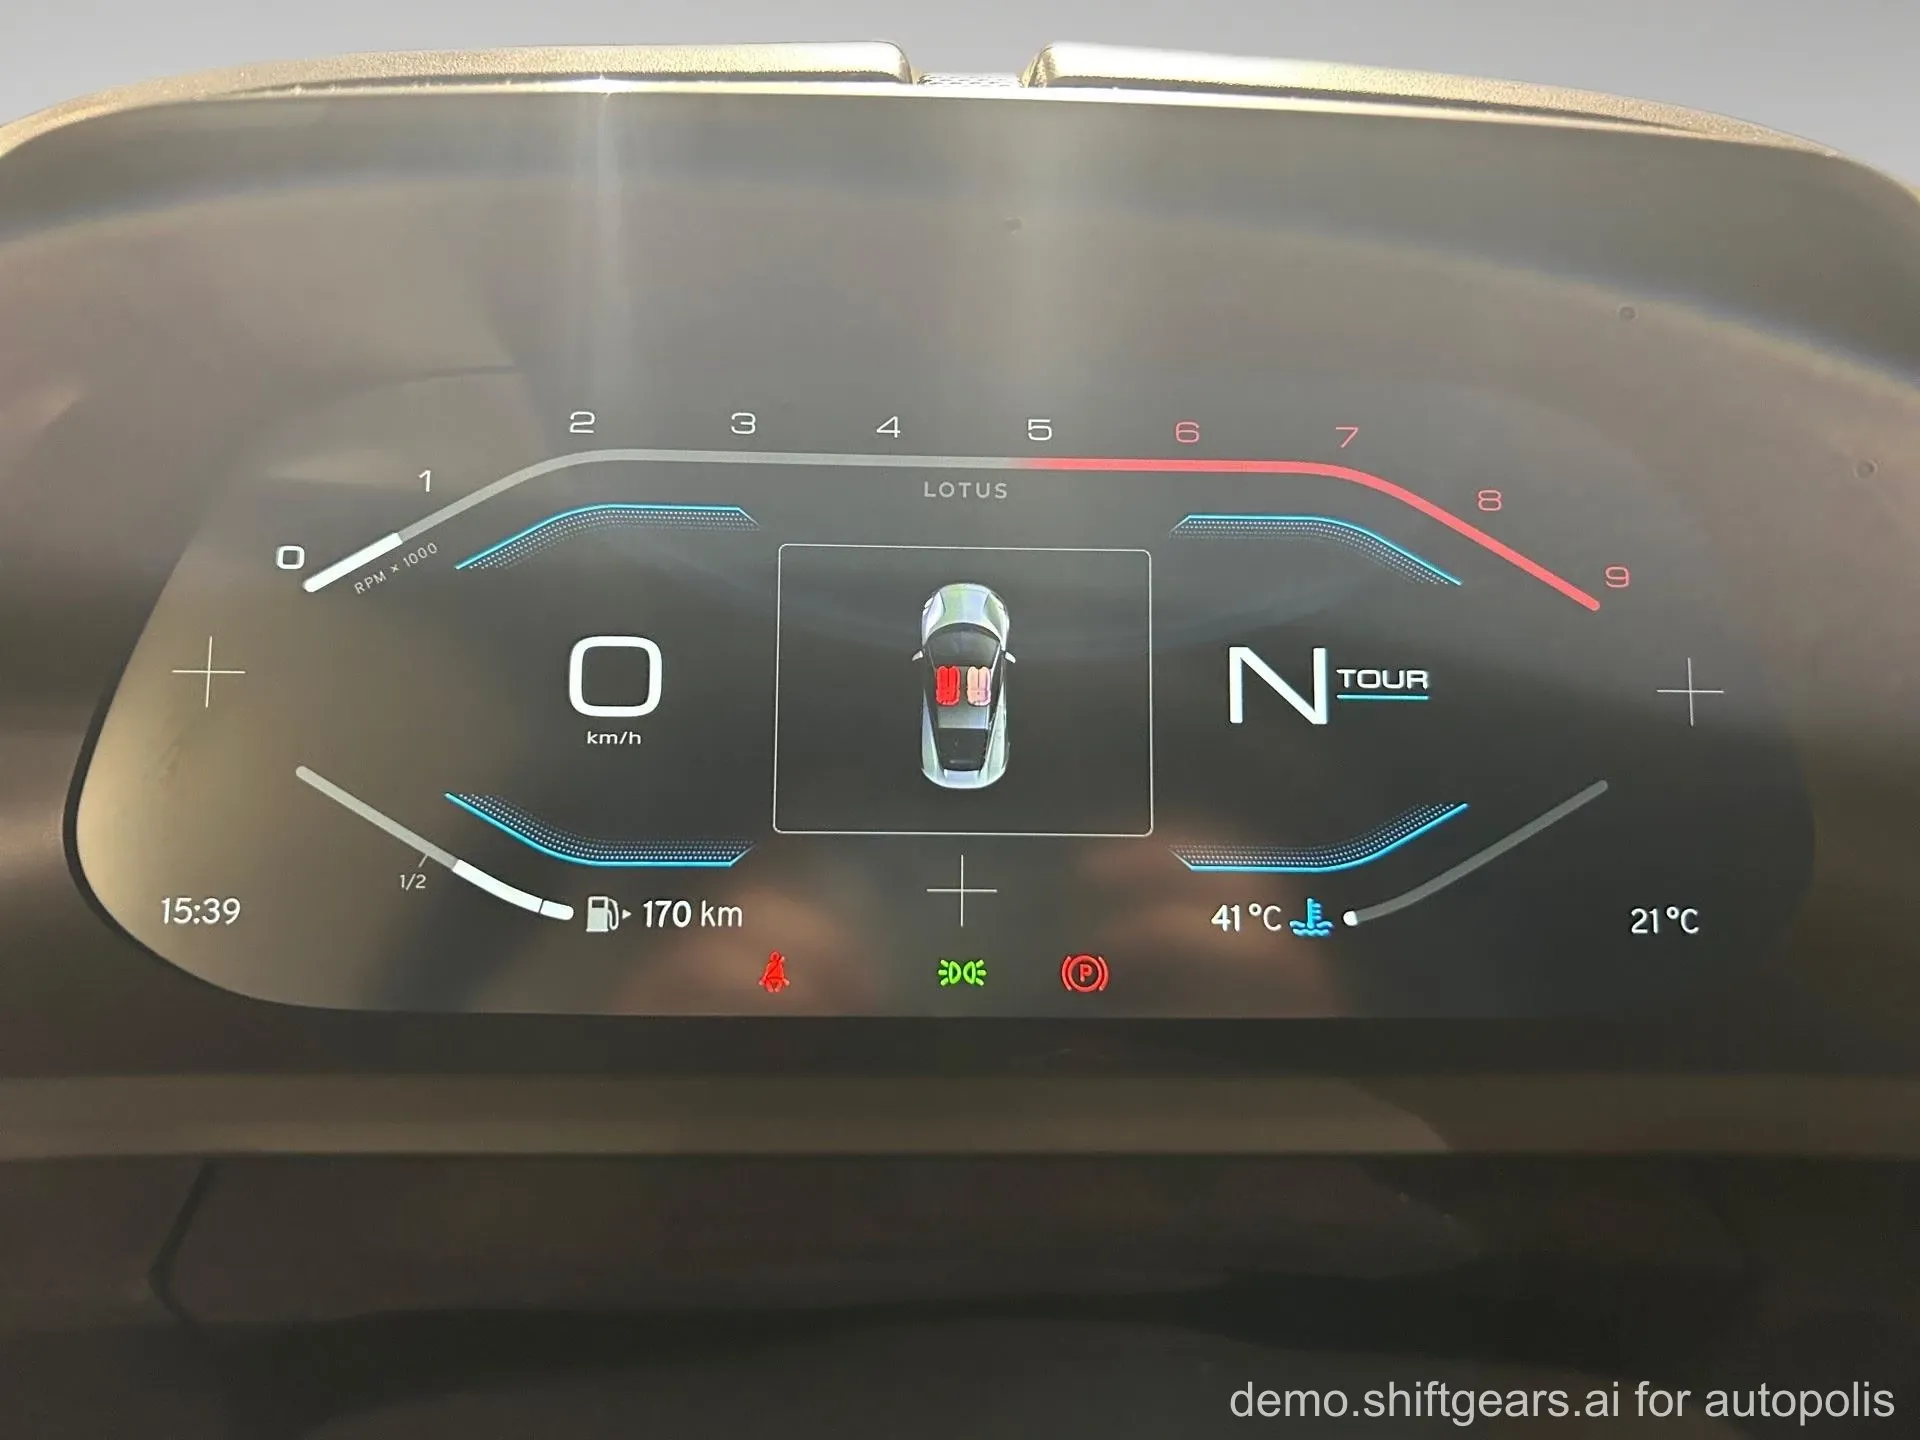 2 3 4 5 6 7
1 8
0 9
RPM × 1000
LOTUS
0
km/h
N TOUR
1/2
15:39
170 km
41°C
21°C
P
demo.shiftgears.ai for autopolis